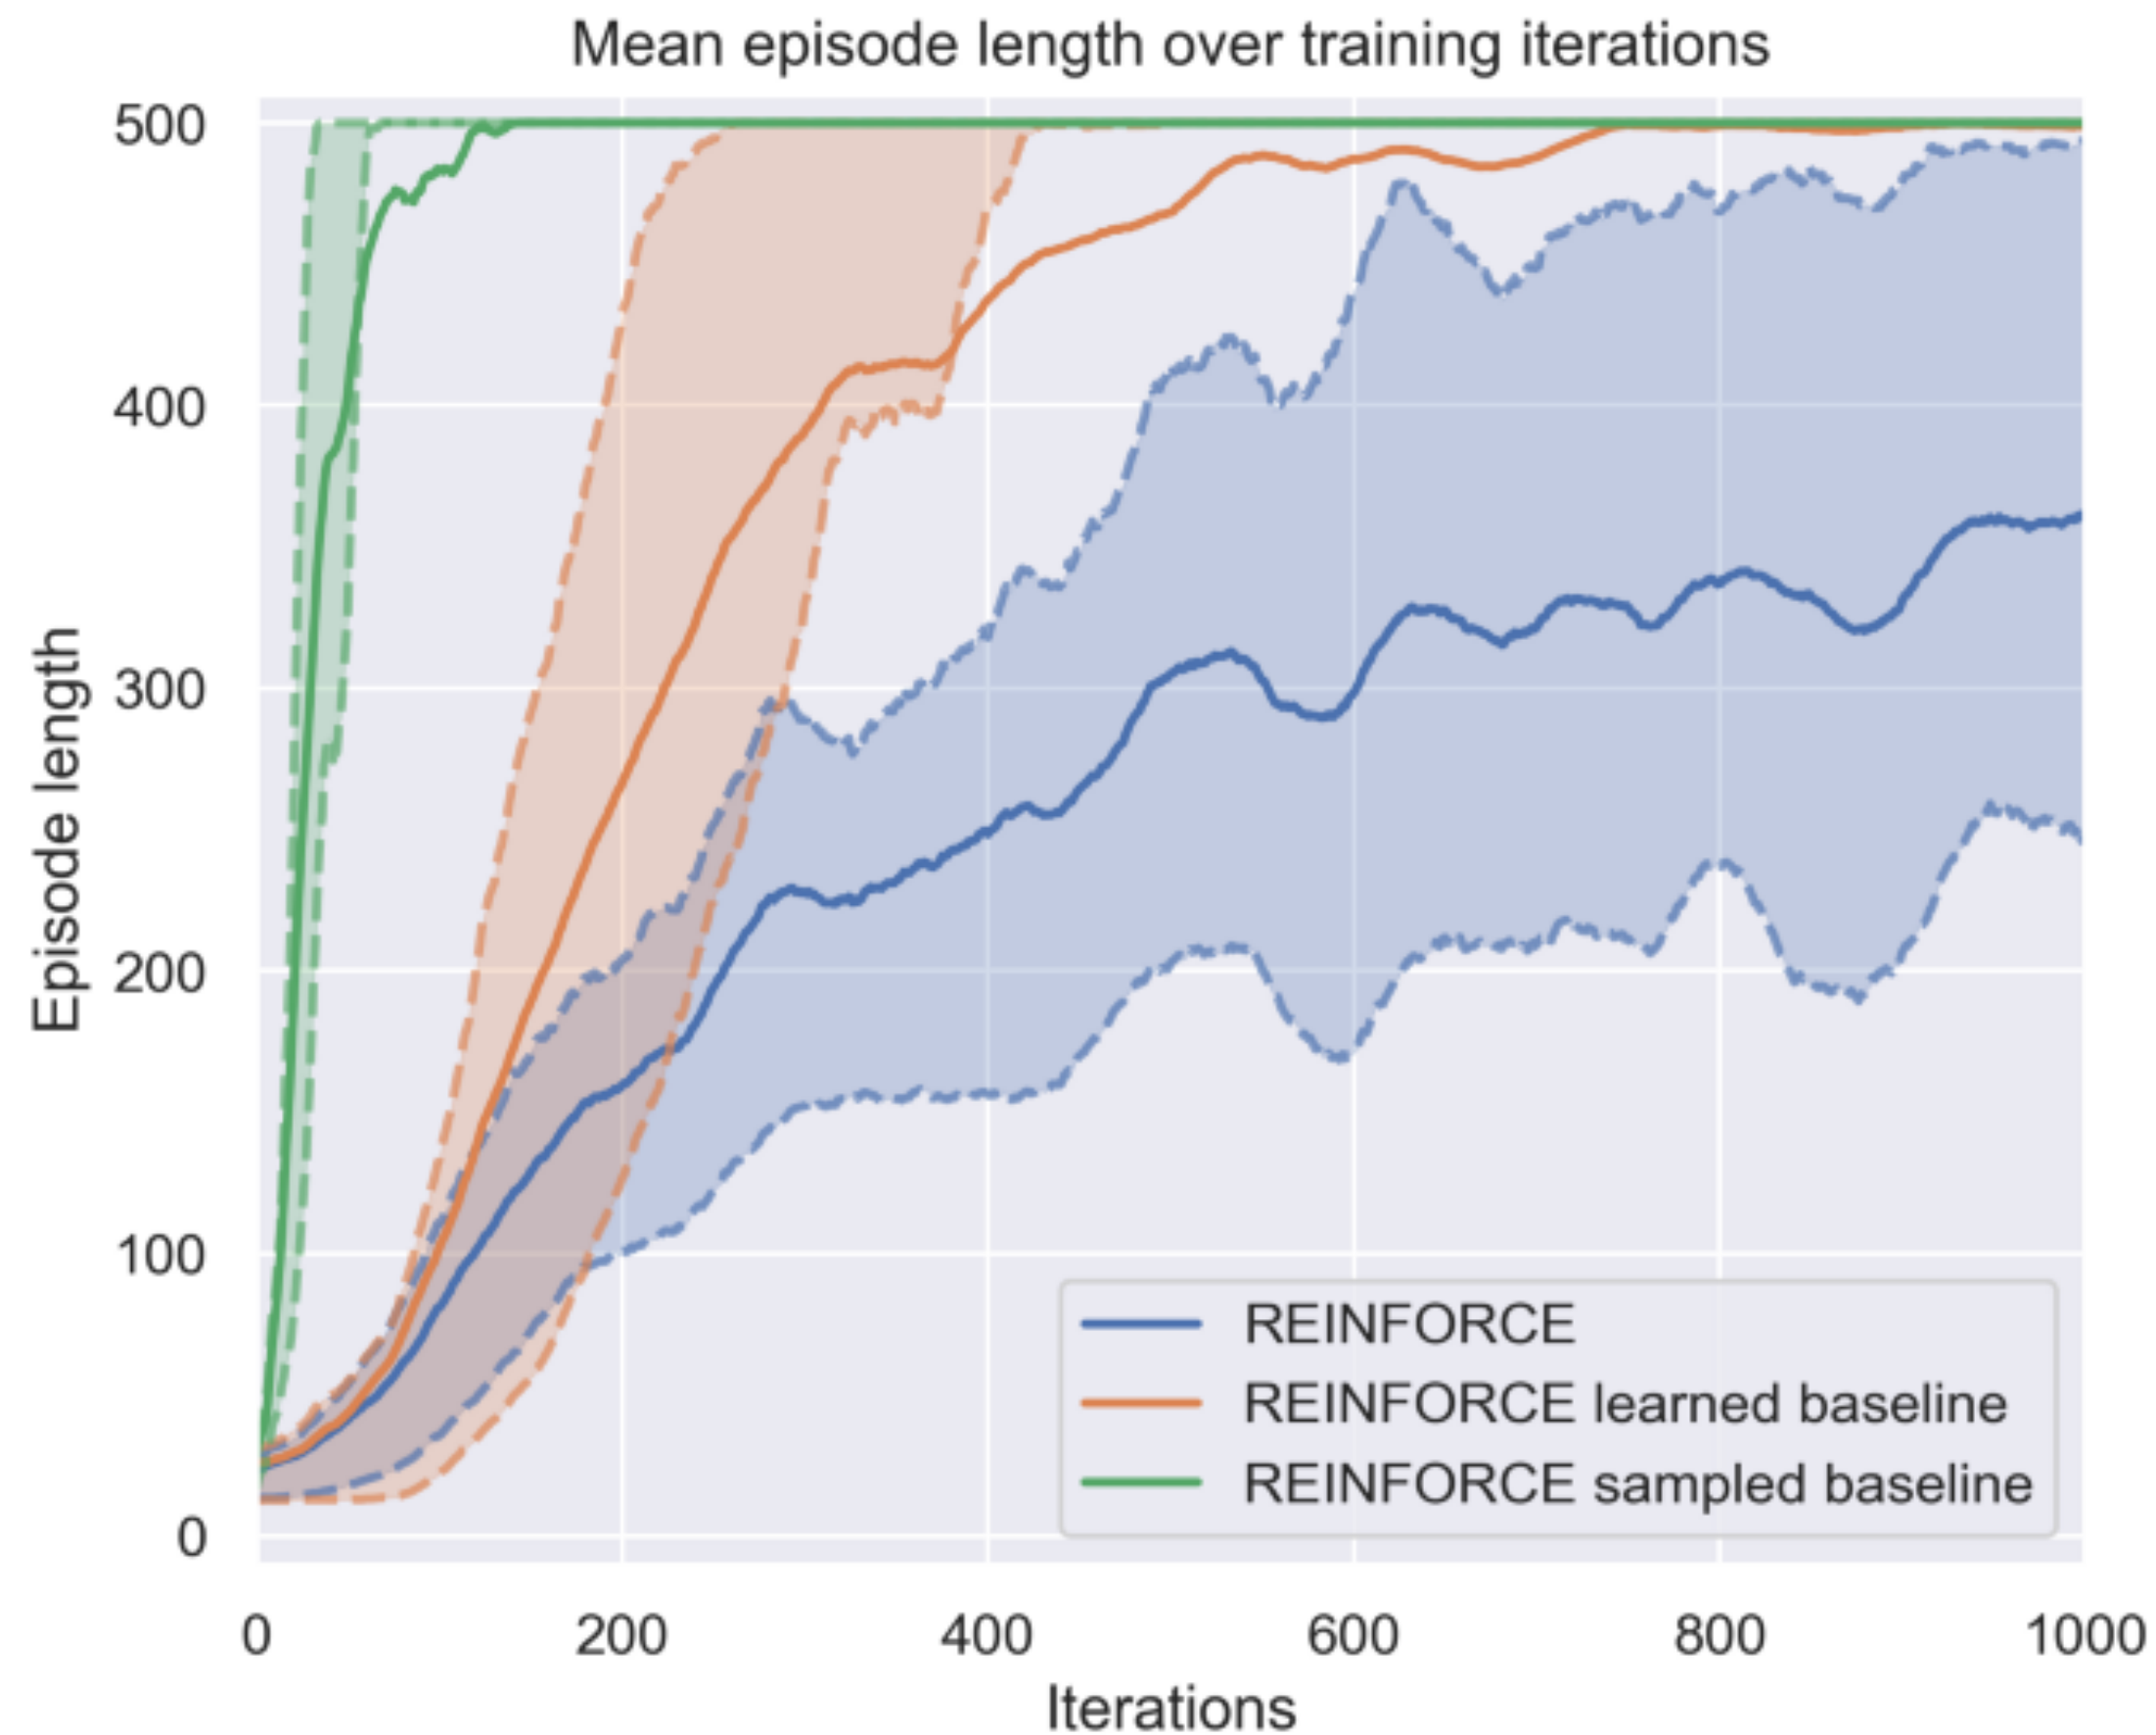 Mean episode length over training iterations
500
400
300
200
100
0
Episode length
0 200 400 600 800 1000
Iterations
REINFORCE
REINFORCE learned baseline
REINFORCE sampled baseline